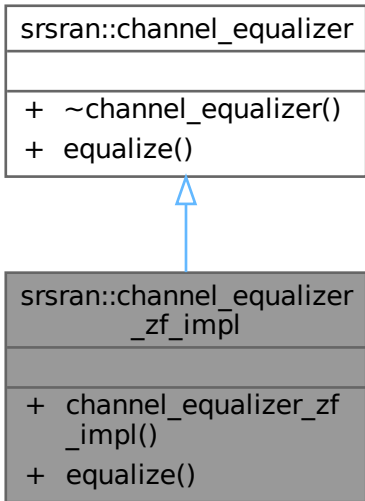 srsran::channel_equalizer
+ ~channel_equalizer()
+ equalize()
srsran::channel_equalizer
_zf_impl
+ channel_equalizer_zf
_impl()
+ equalize()